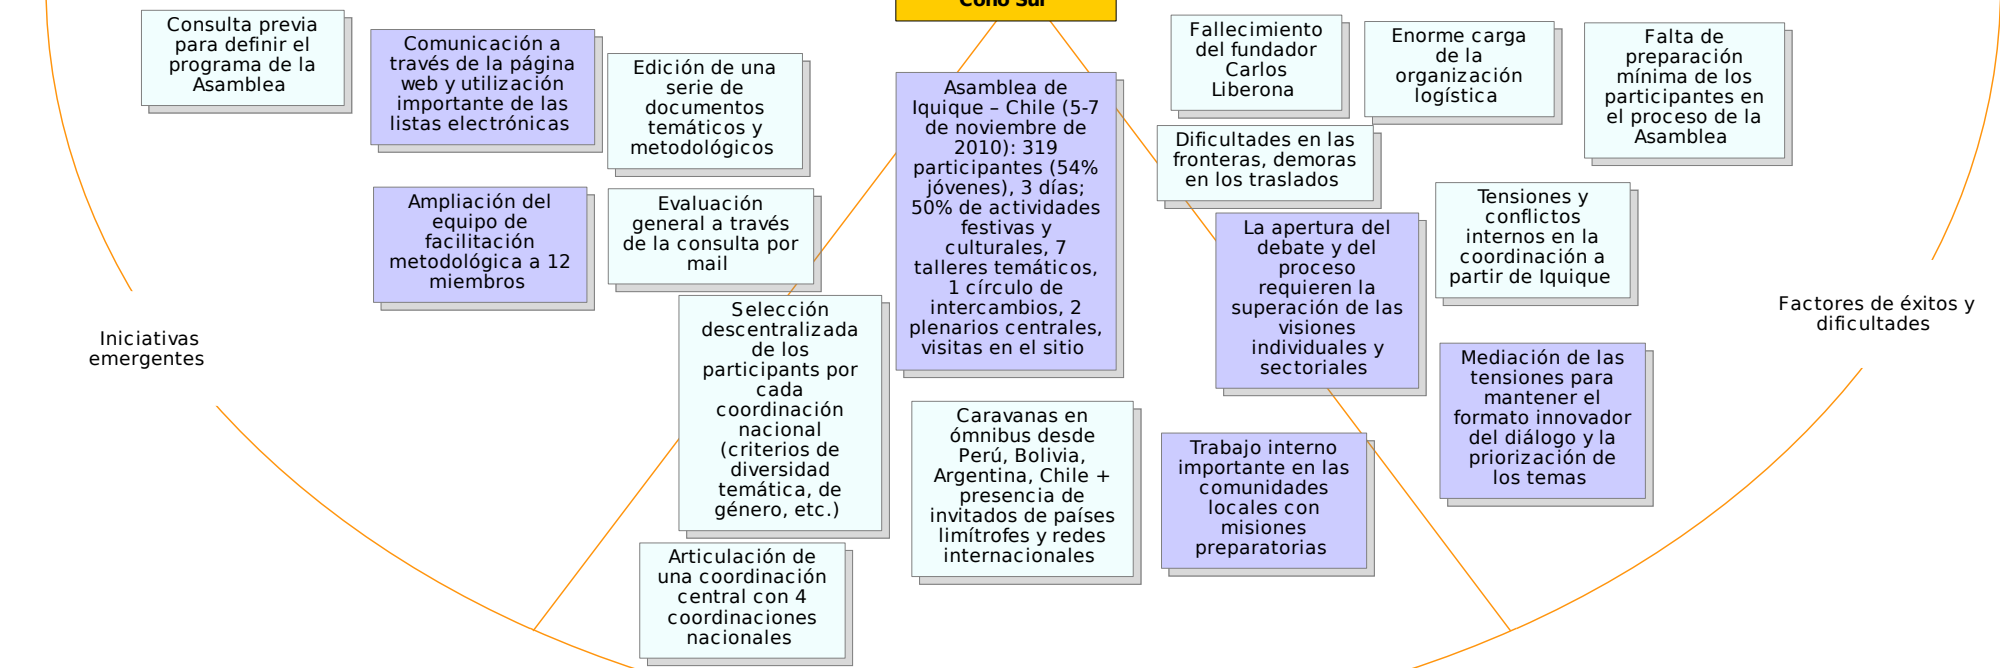 Cono Sur
Consulta previa
para definir el
programa de la
Asamblea
Comunicación a
través de la página
web y utilización
importante de las
listas electrónicas
Edición de una
serie de
documentos
temáticos y
metodológicos
Ampliación del
equipo de
facilitación
metodológica a 12
miembros
Evaluación
general a través
de la consulta por
mail
Iniciativas
emergentes
Selección
descentralizada
de los
participants por
cada
coordinación
nacional
(criterios de
diversidad
temática, de
género, etc.)
Articulación de
una coordinación
central con 4
coordinaciones
nacionales
Asamblea de
Iquique – Chile (5-7
de noviembre de
2010): 319
participantes (54%
jóvenes), 3 días;
50% de actividades
festivas y
culturales, 7
talleres temáticos,
1 círculo de
intercambios, 2
plenarios centrales,
visitas en el sitio
Caravanas en
ómnibus desde
Perú, Bolivia,
Argentina, Chile +
presencia de
invitados de países
limítrofes y redes
internacionales
Fallecimiento
del fundador
Carlos
Liberona
Enorme carga
de la
organización
logística
Falta de
preparación
mínima de los
participantes en
el proceso de la
Asamblea
Dificultades en las
fronteras, demoras
en los traslados
Tensiones y
conflictos
internos en la
coordinación a
partir de Iquique
La apertura del
debate y del
proceso
requieren la
superación de las
visiones
individuales y
sectoriales
Factores de éxitos y
dificultades
Mediación de las
tensiones para
mantener el
formato innovador
del diálogo y la
priorización de
los temas
Trabajo interno
importante en las
comunidades
locales con
misiones
preparatorias